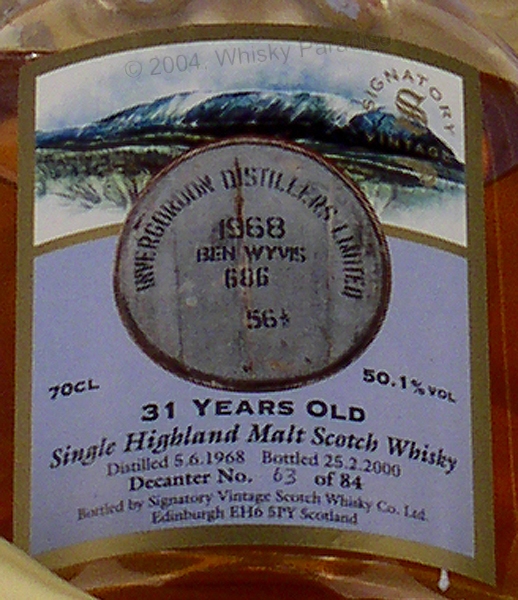 © 2004, Whisky
SIGNATORY
S
VINTAGE
INVERGORDON DISTILLERS LIMITED
1968
BEN WYVIS
686
56
70CL
50.1% VOL
31 YEARS OLD
Single Highland Malt Scotch Whisky
Distilled 5.6.1968 Bottled 25.2.2000
Decanter No. 63 of 84
Bottled by Signatory Vintage Scotch Whisky Co. Ltd.
Edinburgh EH6 5PY Scotland